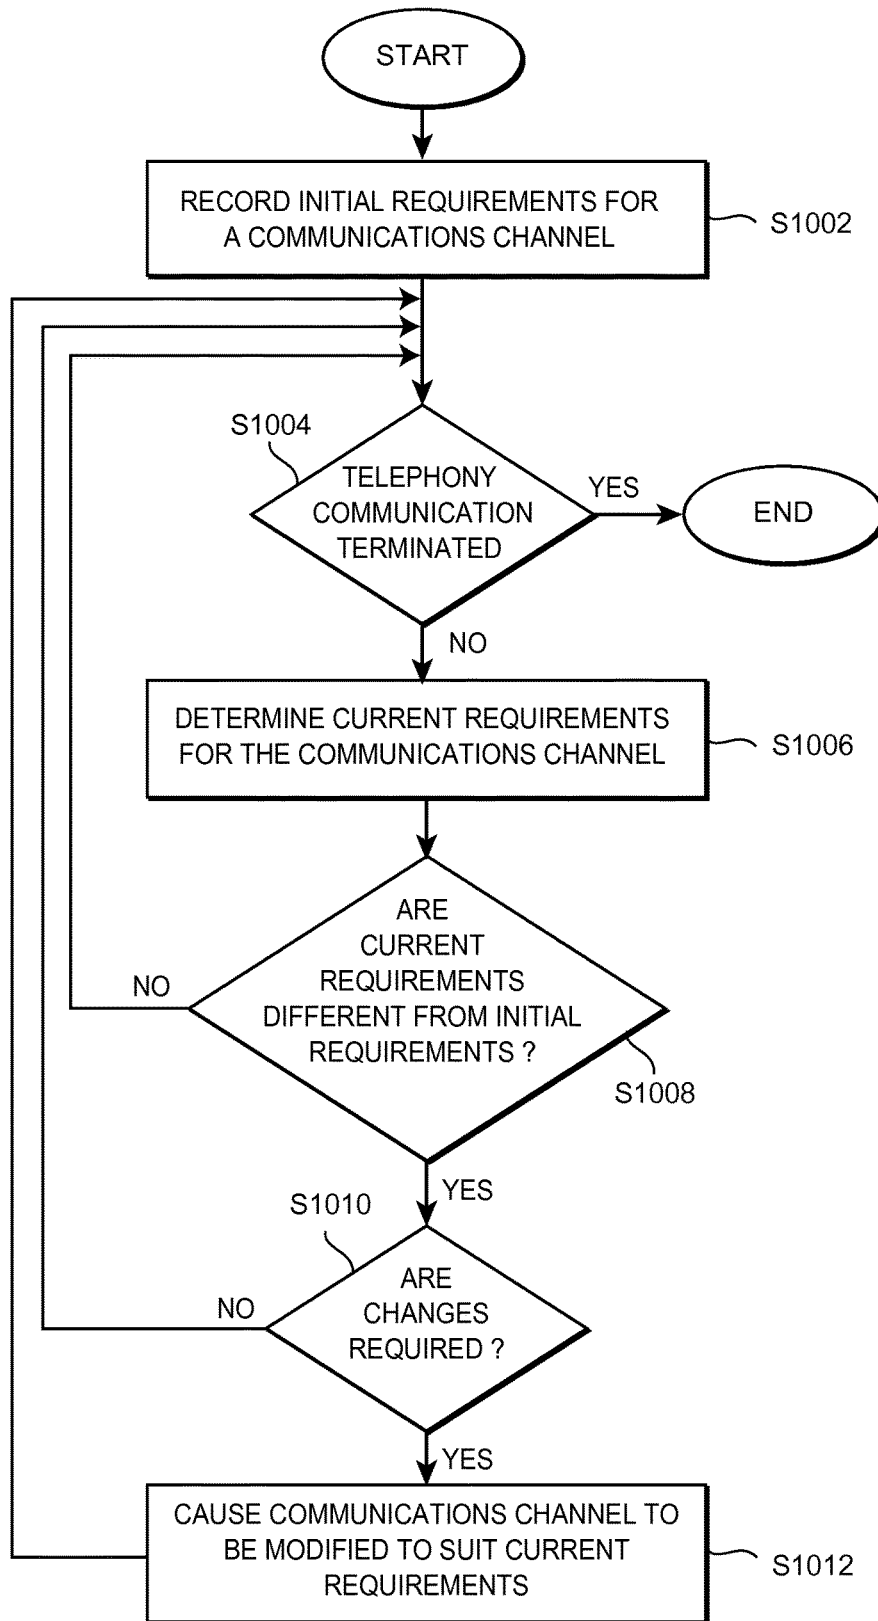 START
RECORD INITIAL REQUIREMENTS FOR
A COMMUNICATIONS CHANNEL
S1002
S1004
TELEPHONY
COMMUNICATION
TERMINATED
YES
END
NO
DETERMINE CURRENT REQUIREMENTS
FOR THE COMMUNICATIONS CHANNEL
S1006
ARE
CURRENT
REQUIREMENTS
DIFFERENT FROM INITIAL
REQUIREMENTS ?
NO
S1008
YES
S1010
ARE
CHANGES
REQUIRED ?
NO
YES
CAUSE COMMUNICATIONS CHANNEL TO
BE MODIFIED TO SUIT CURRENT
REQUIREMENTS
S1012